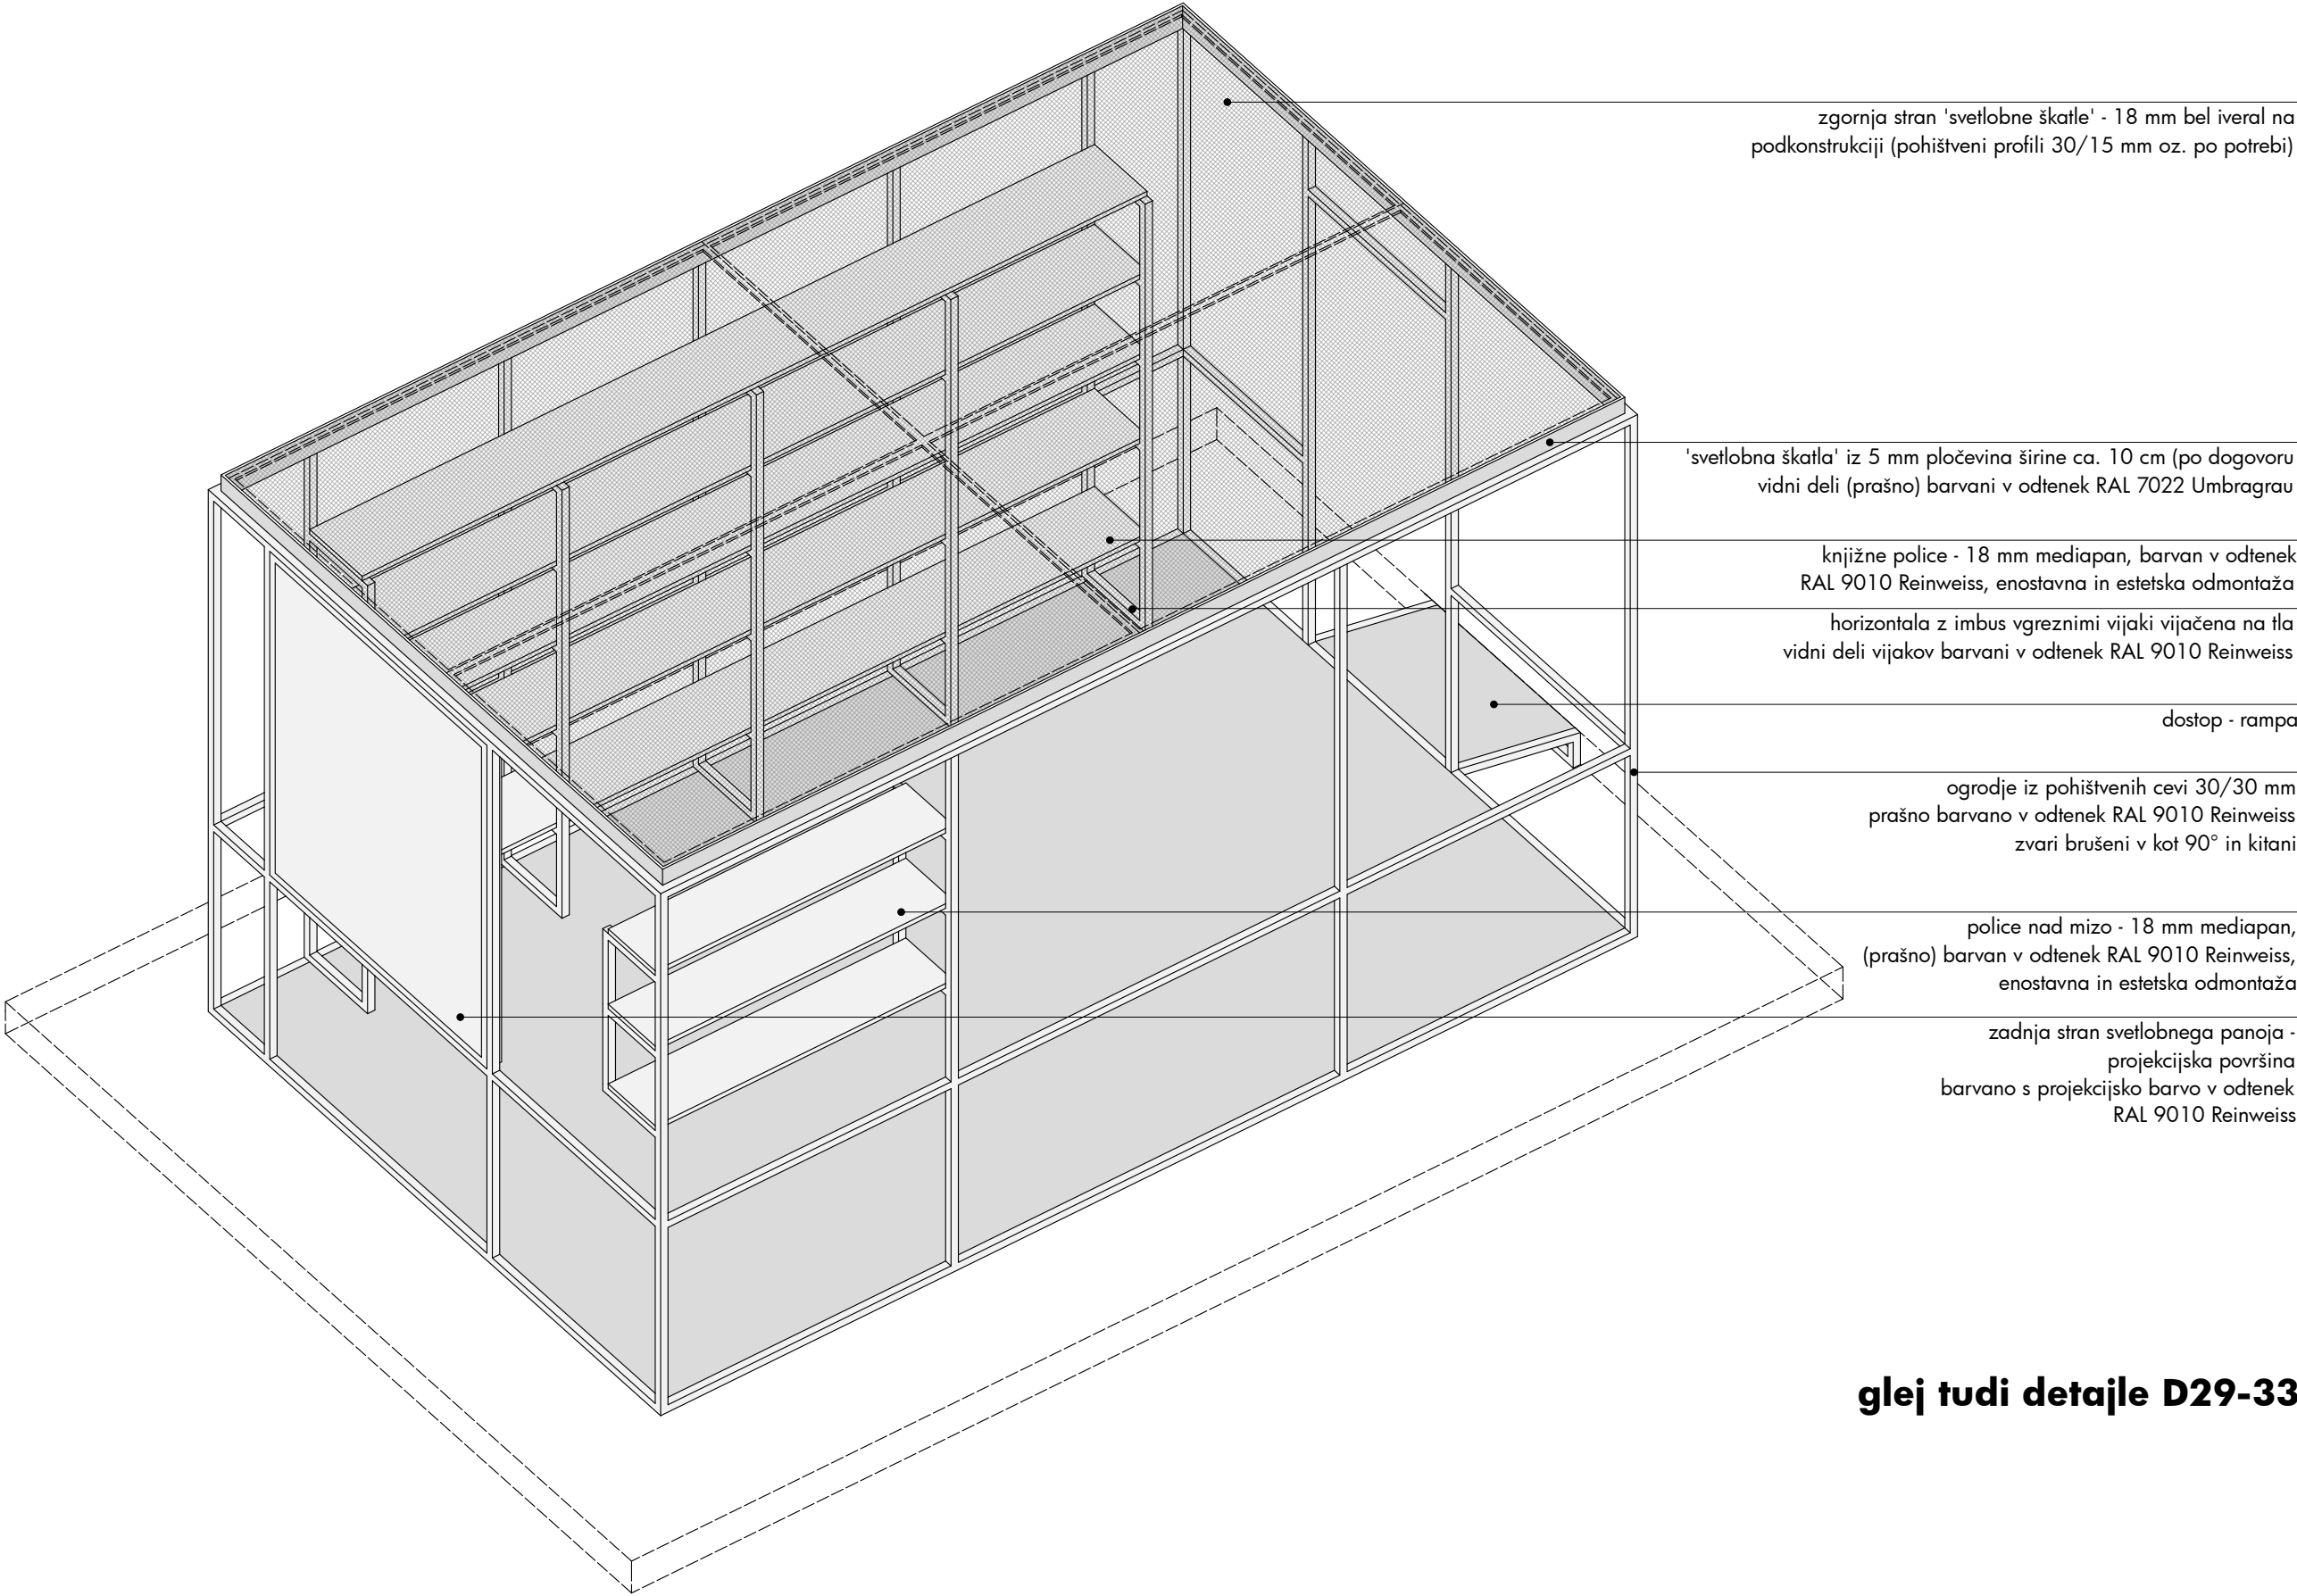 zgornja stran 'svetlobne škatle' - 18 mm bel iveral na
podkonstrukciji (pohištveni profili 30/15 mm oz. po potrebi)
'svetlobna škatla' iz 5 mm pločevina širine ca. 10 cm (po dogovoru
vidni deli (prašno) barvani v odtenek RAL 7022 Umbragrau
knjižne police - 18 mm mediapan, barvan v odtenek
RAL 9010 Reinweiss, enostavna in estetska odmontaža
horizontala z imbus vgreznimi vijaki vijačena na tla
vidni deli vijakov barvani v odtenek RAL 9010 Reinweiss
dostop - rampa
ogrodje iz pohištvenih cevi 30/30 mm
prašno barvano v odtenek RAL 9010 Reinweiss
zvari brušeni v kot 90° in kitani
police nad mizo - 18 mm mediapan,
(prašno) barvan v odtenek RAL 9010 Reinweiss,
enostavna in estetska odmontaža
zadnja stran svetlobnega panoja -
projekcijska površina
barvano s projekcijsko barvo v odtenek
RAL 9010 Reinweiss
glej tudi detajle D29-33